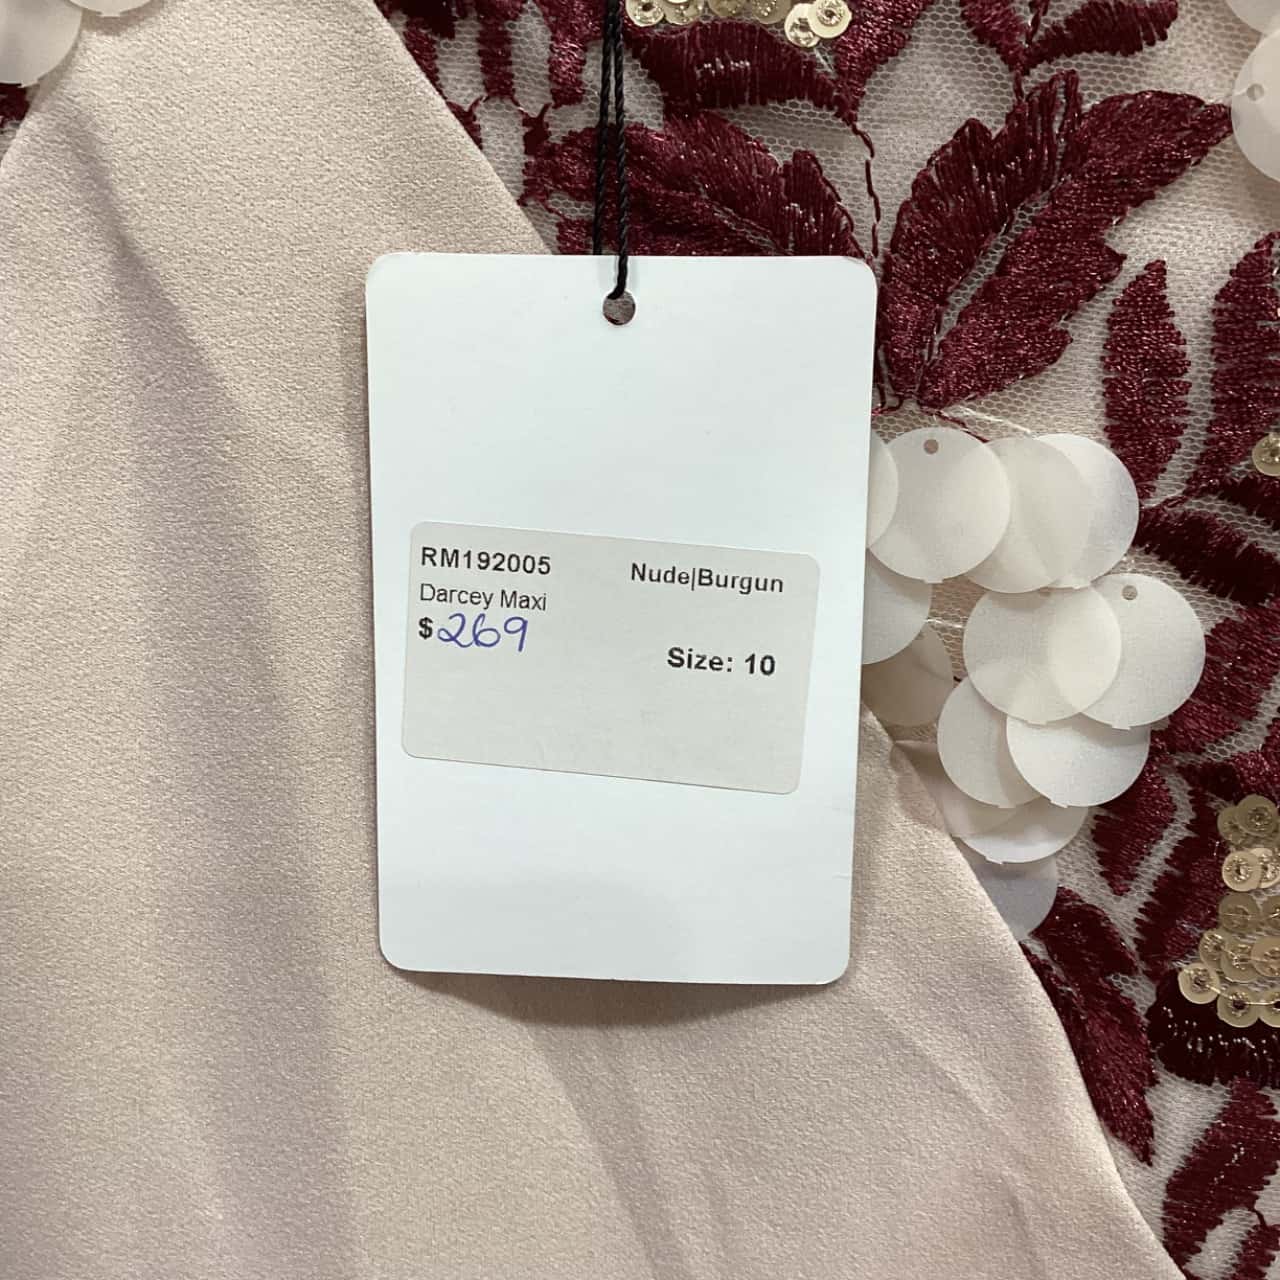 RM192005 Nude|Burgun
Darcey Maxi
$269
Size: 10